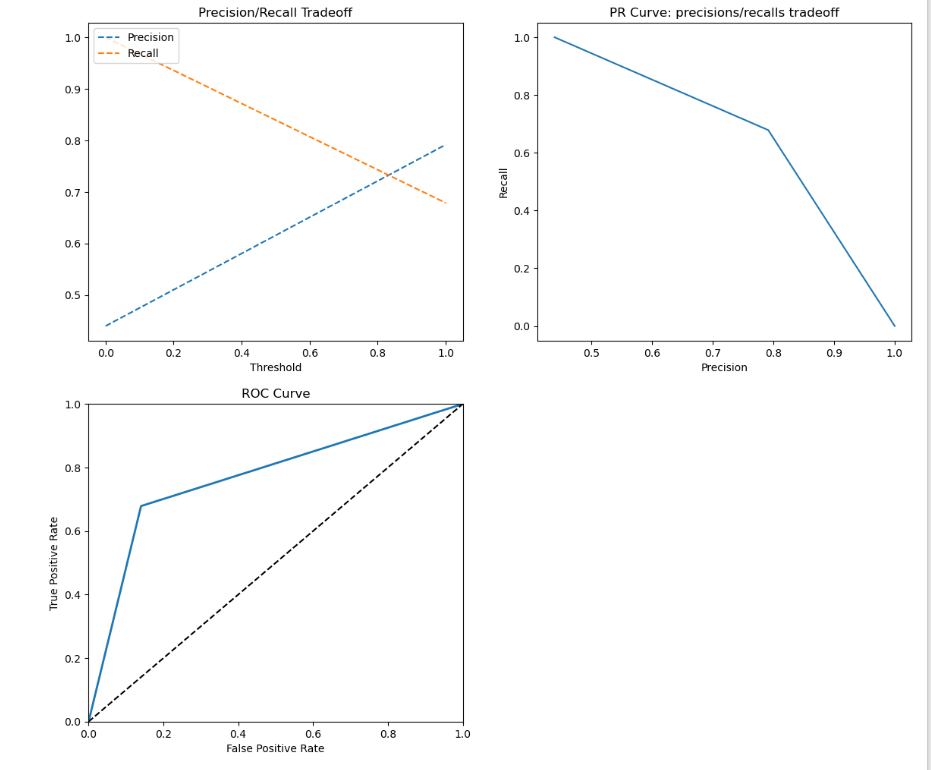 Precision/Recall Tradeoff
1.0
0.9
0.8
0.7
0.6
0.5
Precision
Recall
0.0 0.2 0.4 0.6 0.8 1.0
Threshold
PR Curve: precisions/recalls tradeoff
Recall
1.0
0.8
0.6
0.4
0.2
0.0
0.5 0.6 0.7 0.8 0.9 1.0
Precision
ROC Curve
True Positive Rate
1.0
0.8
0.6
0.4
0.2
0.0
0.0 0.2 0.4 0.6 0.8 1.0
False Positive Rate